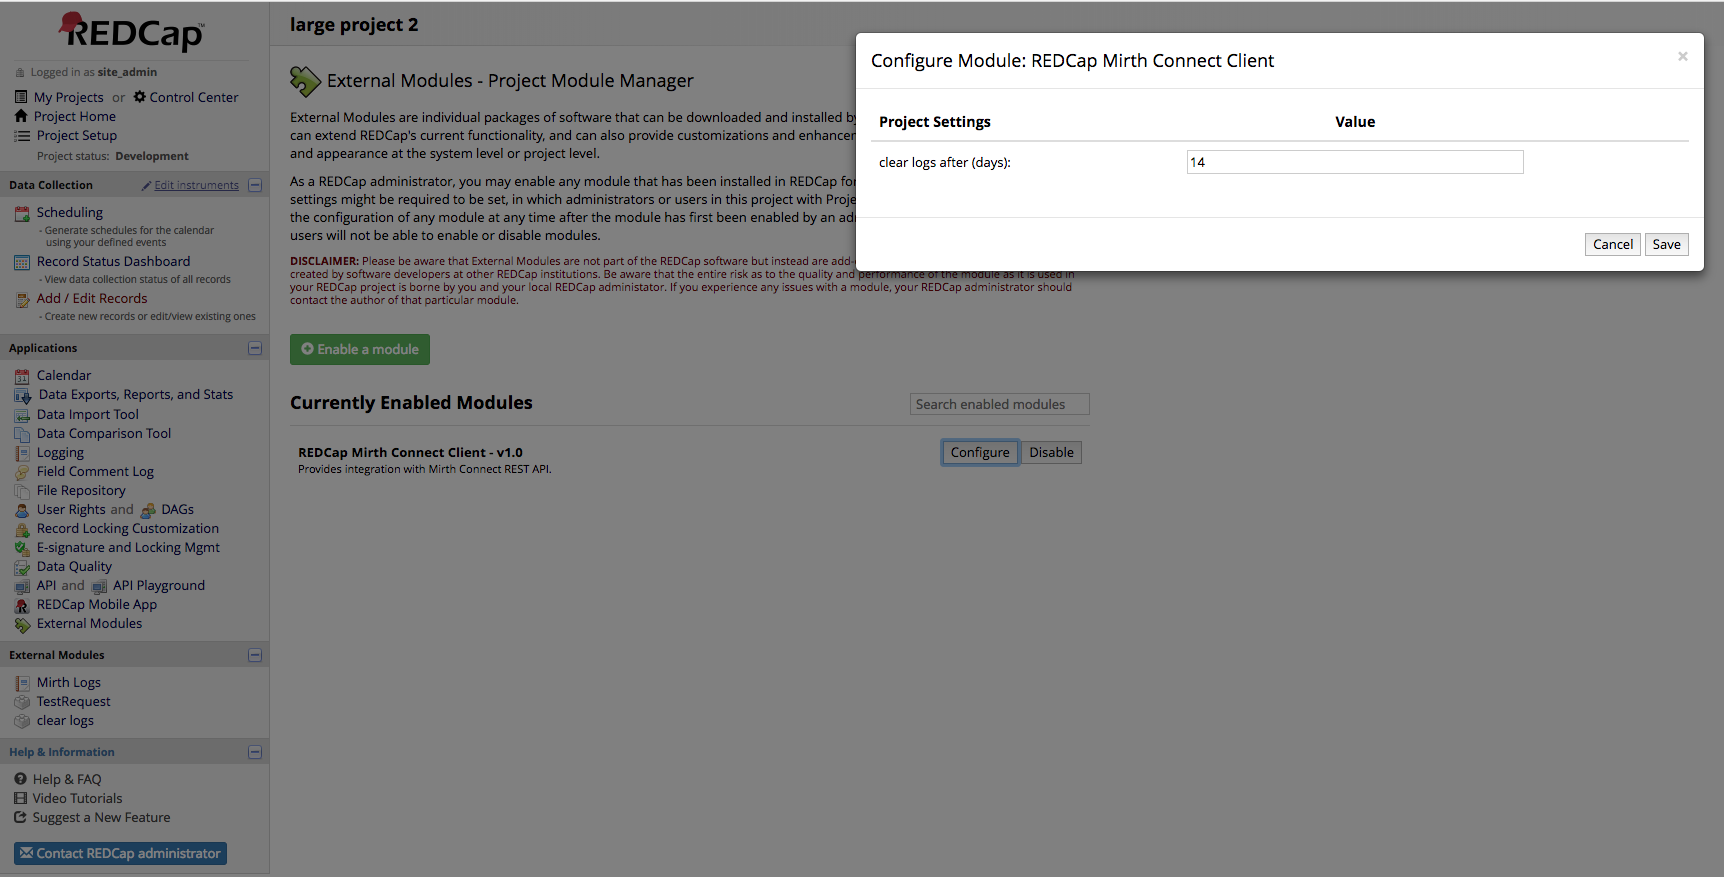 REDCap™
Logged in as site_admin
My Projects or Control Center
Project Home
Project Setup
Project status: Development
Data Collection Edit instruments
Scheduling
- Generate schedules for the calendar
using your defined events
Record Status Dashboard
- View data collection status of all records
Add / Edit Records
- Create new records or edit/view existing ones
Applications
31 Calendar
Data Exports, Reports, and Stats
Data Import Tool
Data Comparison Tool
Logging
Field Comment Log
File Repository
User Rights and DAGs
Record Locking Customization
E-signature and Locking Mgmt
Data Quality
API and API Playground
REDCap Mobile App
External Modules
External Modules
Mirth Logs
TestRequest
clear logs
Help & Information
Help & FAQ
Video Tutorials
Suggest a New Feature
Contact REDCap administrator
large project 2
External Modules - Project Module Manager
External Modules are individual packages of software that can be downloaded and installed by
can extend REDCap's current functionality, and can also provide customizations and enhancem
and appearance at the system level or project level.
As a REDCap administrator, you may enable any module that has been installed in REDCap for
settings might be required to be set, in which administrators or users in this project with Proje
the configuration of any module at any time after the module has first been enabled by an adm
users will not be able to enable or disable modules.
DISCLAIMER: Please be aware that External Modules are not part of the REDCap software but instead are add-
created by software developers at other REDCap institutions. Be aware that the entire risk as to the quality and performance of the module as it is used in
your REDCap project is borne by you and your local REDCap administator. If you experience any issues with a module, your REDCap administrator should
contact the author of that particular module.
Enable a module
Currently Enabled Modules
Search enabled modules
REDCap Mirth Connect Client - v1.0
Provides integration with Mirth Connect REST API.
Configure Disable
Configure Module: REDCap Mirth Connect Client ×
Project Settings Value
clear logs after (days): 14
Cancel Save